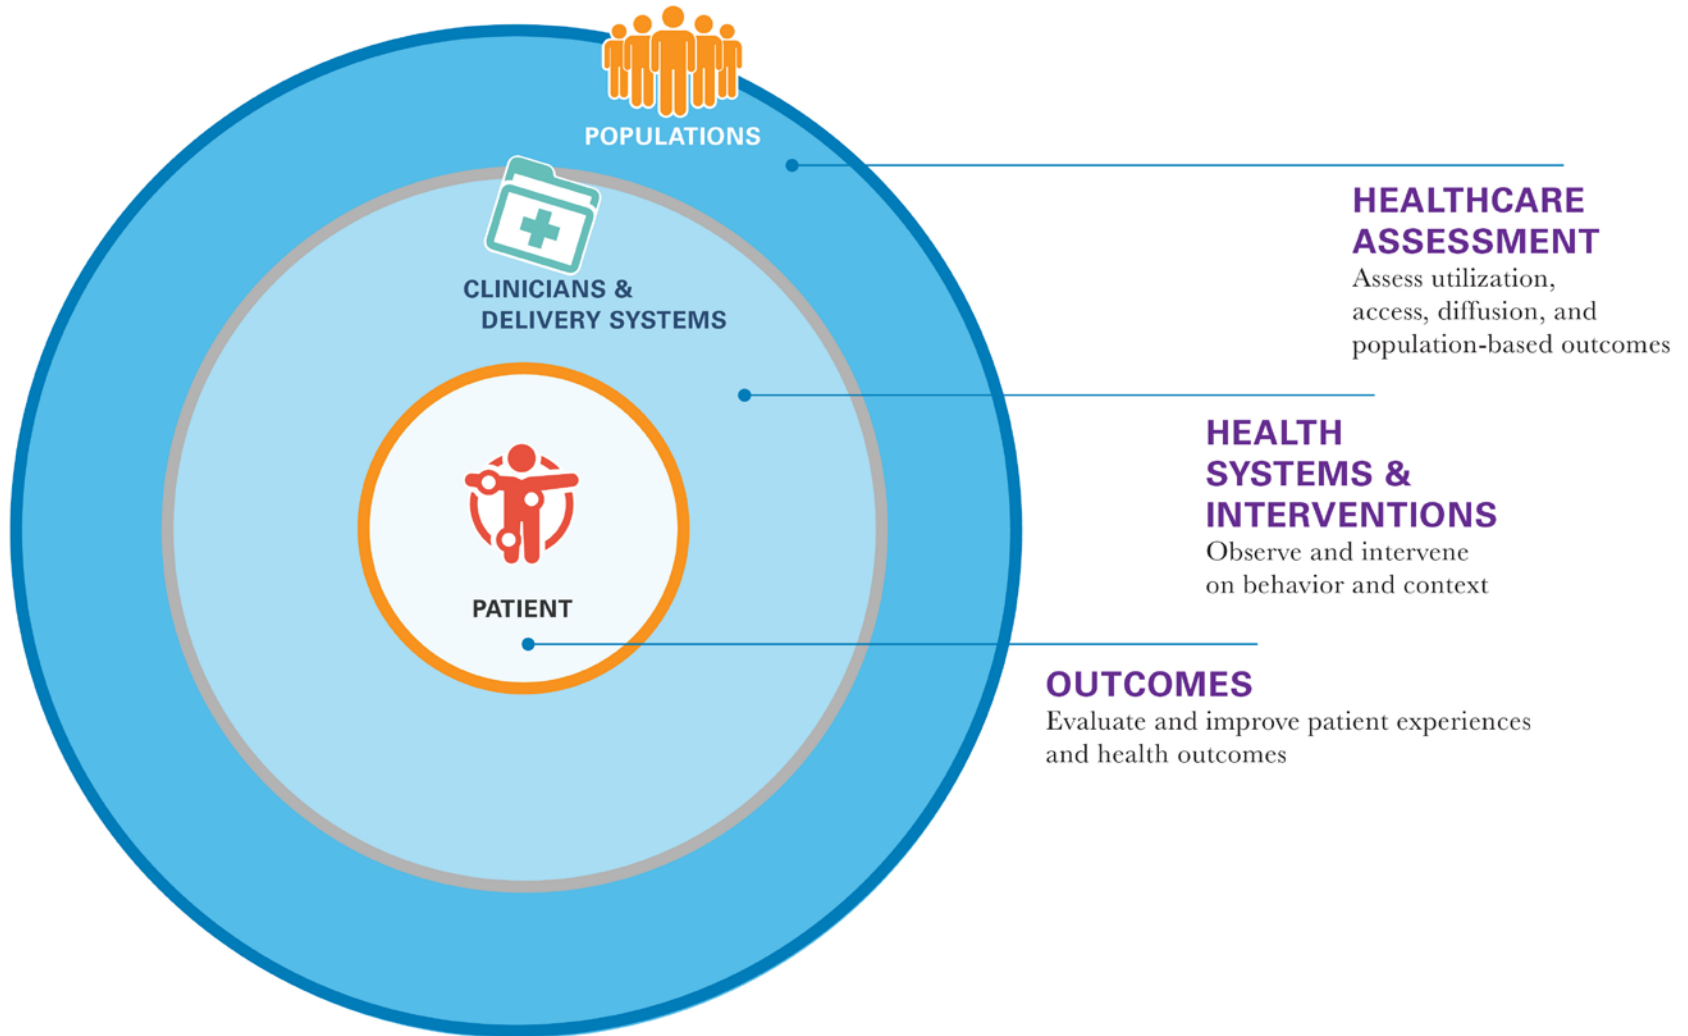 POPULATIONS
CLINICIANS &
DELIVERY SYSTEMS
PATIENT
HEALTHCARE
ASSESSMENT
Assess utilization,
access, diffusion, and
population-based outcomes
HEALTH
SYSTEMS &
INTERVENTIONS
Observe and intervene
on behavior and context
OUTCOMES
Evaluate and improve patient experiences
and health outcomes